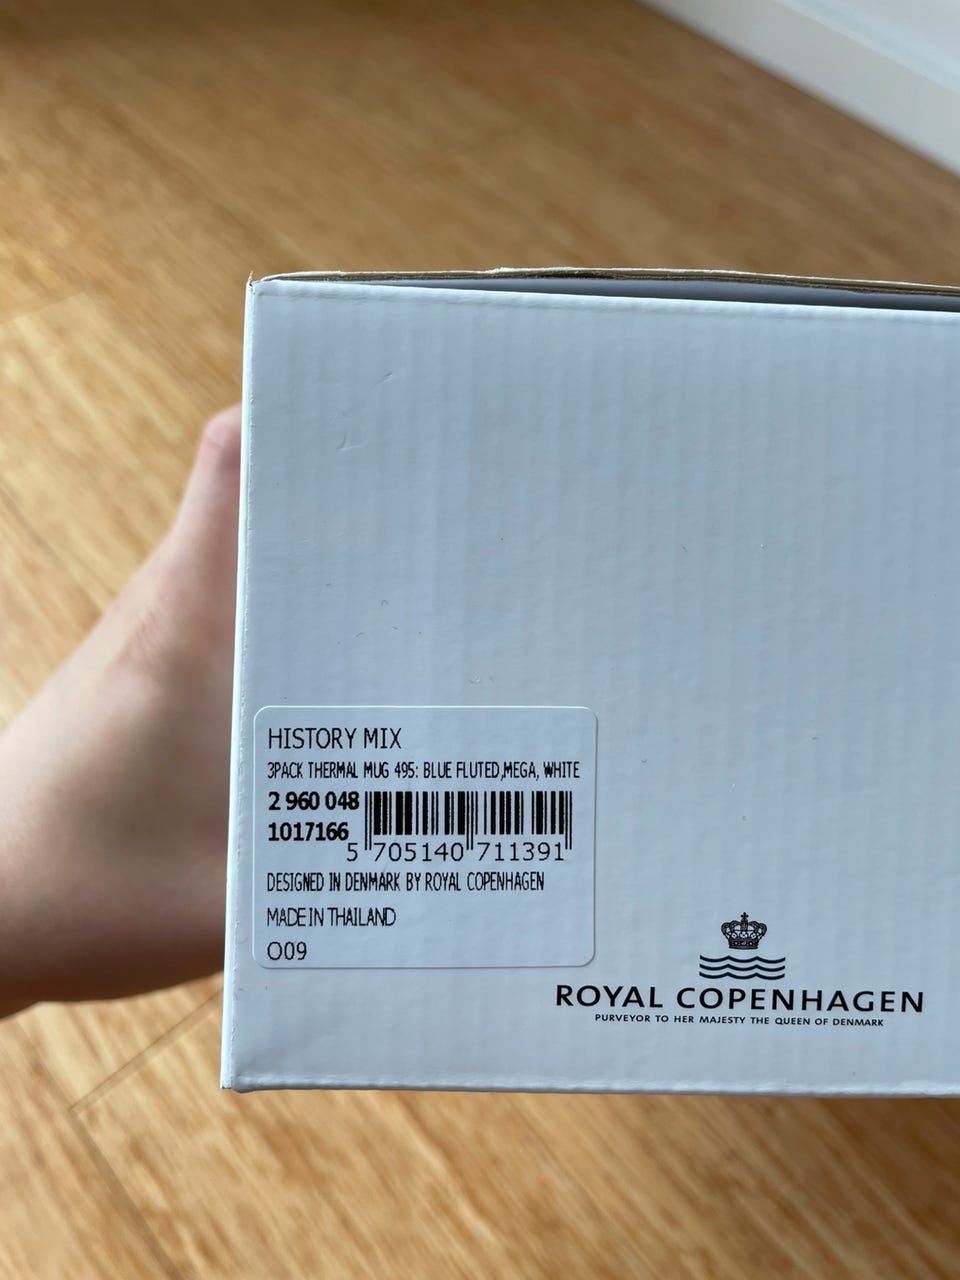 HISTORY MIX
3PACK THERMAL MUG 495: BLUE FLUTED,MEGA, WHITE
2 960 048
1017166
5 705140 711391
DESIGNED IN DENMARK BY ROYAL COPENHAGEN
MADE IN THAILAND
O09
ROYAL COPENHAGEN
PURVEYOR TO HER MAJESTY THE QUEEN OF DENMARK